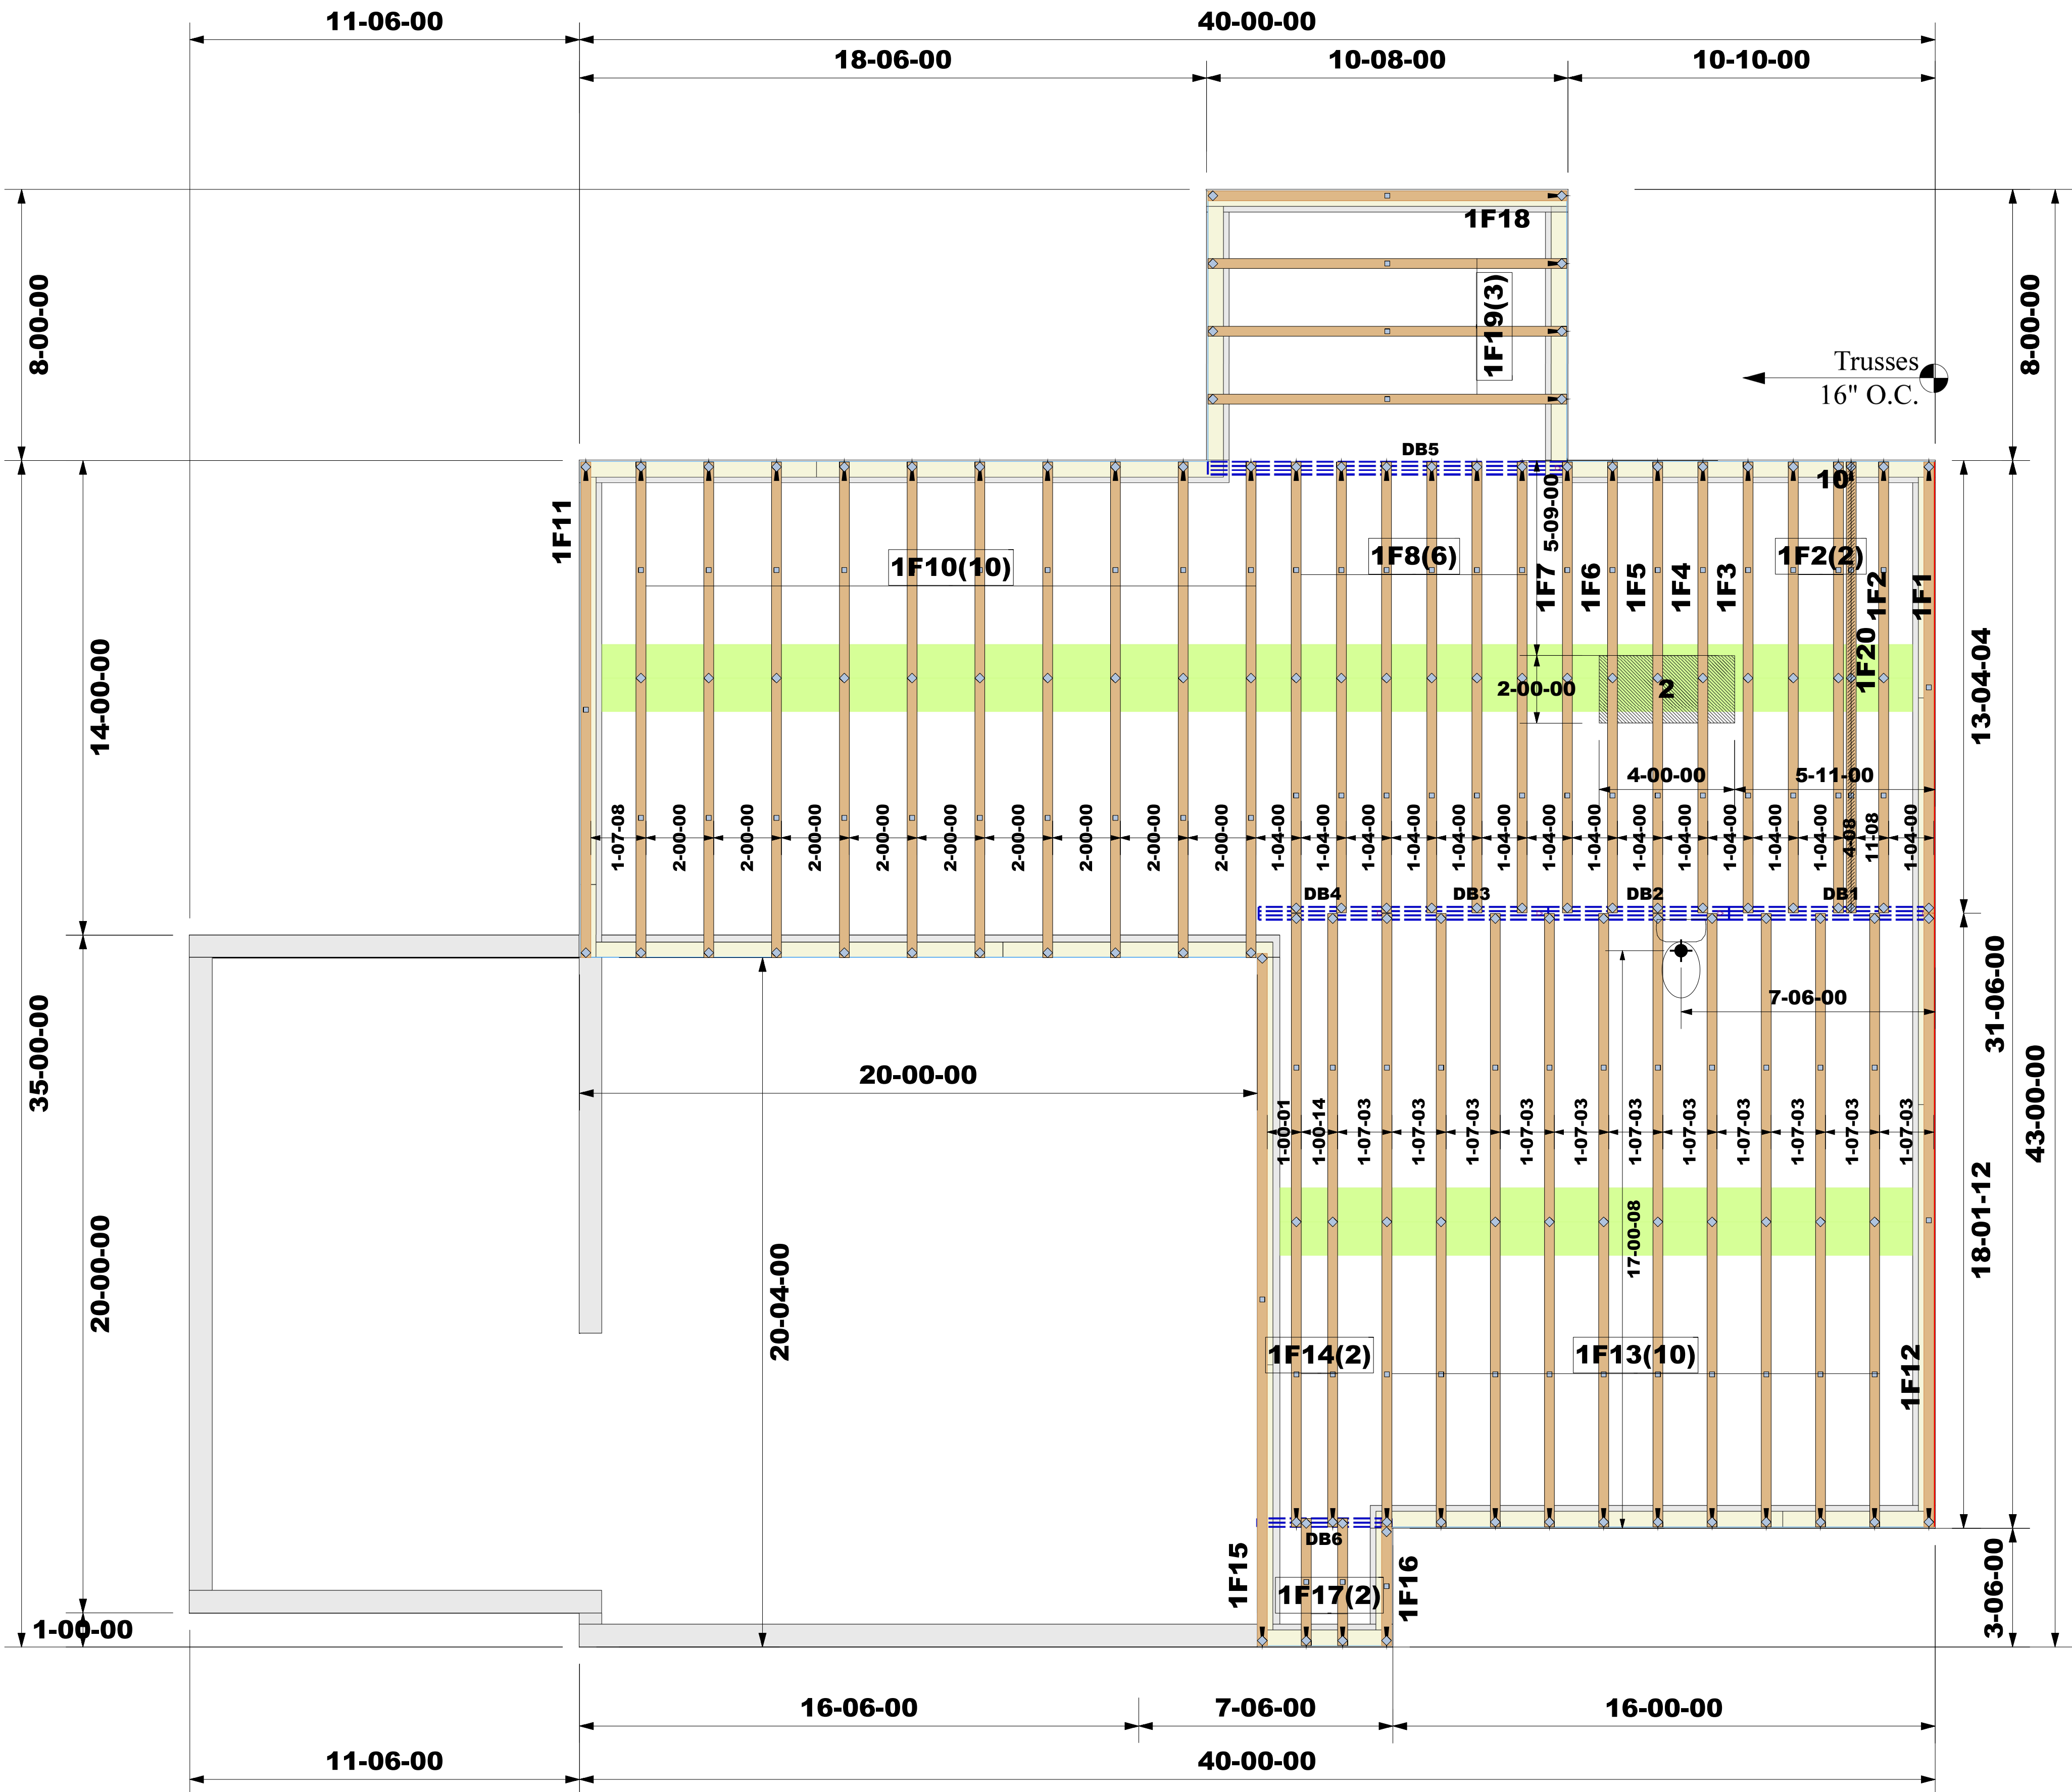 11-06-00
40-00-00
18-06-00
10-08-00
10-10-00
8-00-00
8-00-00
1F18
1F19(3)
Trusses
16" O.C.
DB5
10
1F11
5-09-00
1F10(10)
1F8(6)
1F7
1F6
1F5
1F4
1F3
1F2(2)
1F20
1F2
1F1
14-00-00
13-04-04
2-00-00
2
4-00-00
5-11-00
1-07-08
2-00-00
2-00-00
2-00-00
2-00-00
2-00-00
2-00-00
2-00-00
2-00-00
2-00-00
1-04-00
1-04-00
1-04-00
1-04-00
1-04-00
1-04-00
1-04-00
1-04-00
1-04-00
1-04-00
1-04-00
1-04-00
1-04-00
4-08
11-08
1-04-00
DB4
DB3
DB2
DB1
35-00-00
31-06-00
43-00-00
7-06-00
20-00-00
1-00-01
1-00-14
1-07-03
1-07-03
1-07-03
1-07-03
1-07-03
1-07-03
1-07-03
1-07-03
1-07-03
1-07-03
1-07-03
20-00-00
20-04-00
17-00-08
18-01-12
1F14(2)
1F13(10)
1F12
DB6
1F15
1F17(2)
1F16
3-06-00
1-00-00
16-06-00
7-06-00
16-00-00
11-06-00
40-00-00